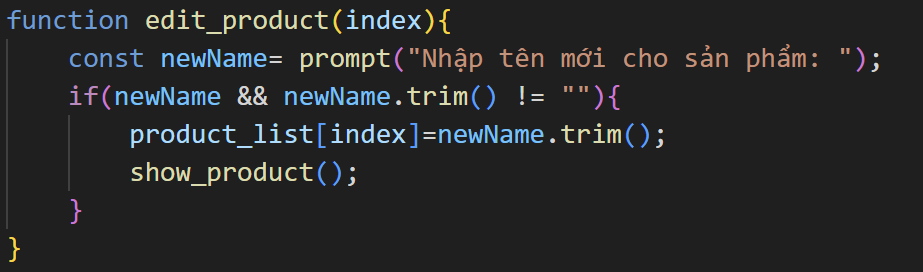 function edit_product(index){
    const newName= prompt("Nhập tên mới cho sản phẩm: ");
    if(newName && newName.trim() != ""){
        product_list[index]=newName.trim();
        show_product();
    }
}